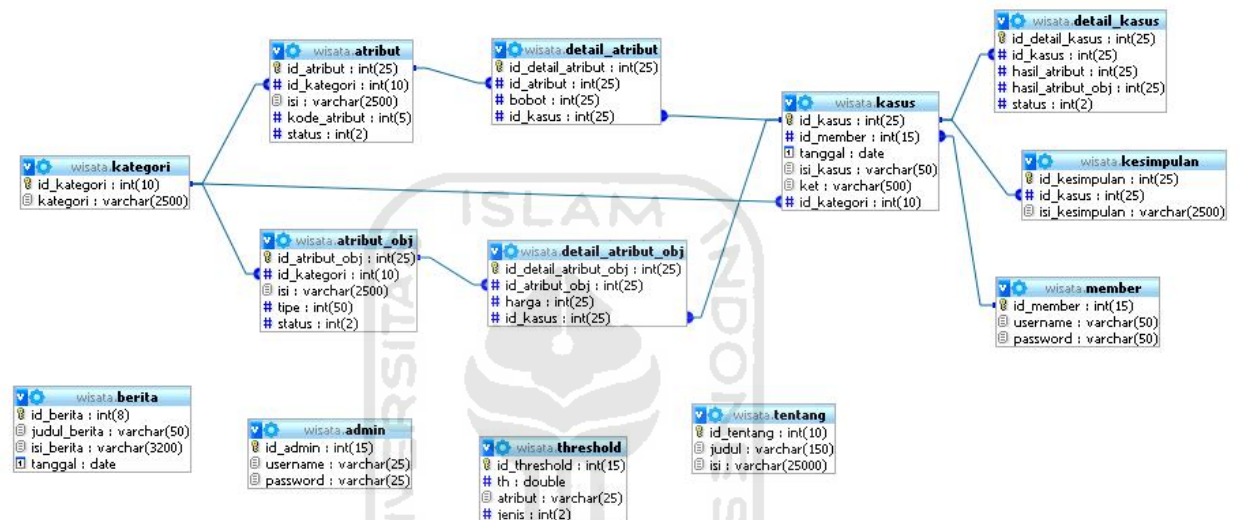 wisata.atribut
id_atribut : int(25)
id_kategori : int(10)
isi : varchar(2500)
kode_atribut : int(5)
status : int(2)
wisata.detail_atribut
id_detail_atribut : int(25)
id_atribut : int(25)
bobot : int(25)
id_kasus : int(25)
wisata.detail_kasus
id_detail_kasus : int(25)
id_kasus : int(25)
hasil_atribut : int(25)
hasil_atribut_obj : int(25)
status : int(2)
wisata.kasus
id_kasus : int(25)
id_member : int(15)
tanggal : date
isi_kasus : varchar(50)
ket : varchar(500)
id_kategori : int(10)
wisata.kategori
id_kategori : int(10)
kategori : varchar(2500)
wisata.kesimpulan
id_kesimpulan : int(25)
id_kasus : int(25)
isi_kesimpulan : varchar(2500)
wisata.atribut_obj
id_atribut_obj : int(25)
id_kategori : int(10)
isi : varchar(2500)
tipe : int(50)
status : int(2)
wisata.detail_atribut_obj
id_detail_atribut_obj : int(25)
id_atribut_obj : int(25)
harga : int(25)
id_kasus : int(25)
wisata.member
id_member : int(15)
username : varchar(50)
password : varchar(50)
wisata.berita
id_berita : int(8)
judul_berita : varchar(50)
isi_berita : varchar(3200)
tanggal : date
wisata.admin
id_admin : int(15)
username : varchar(25)
password : varchar(25)
wisata.threshold
id_threshold : int(15)
th : double
atribut : varchar(25)
jenis : int(2)
wisata.tentang
id_tentang : int(10)
judul : varchar(150)
isi : varchar(25000)
ISLAM